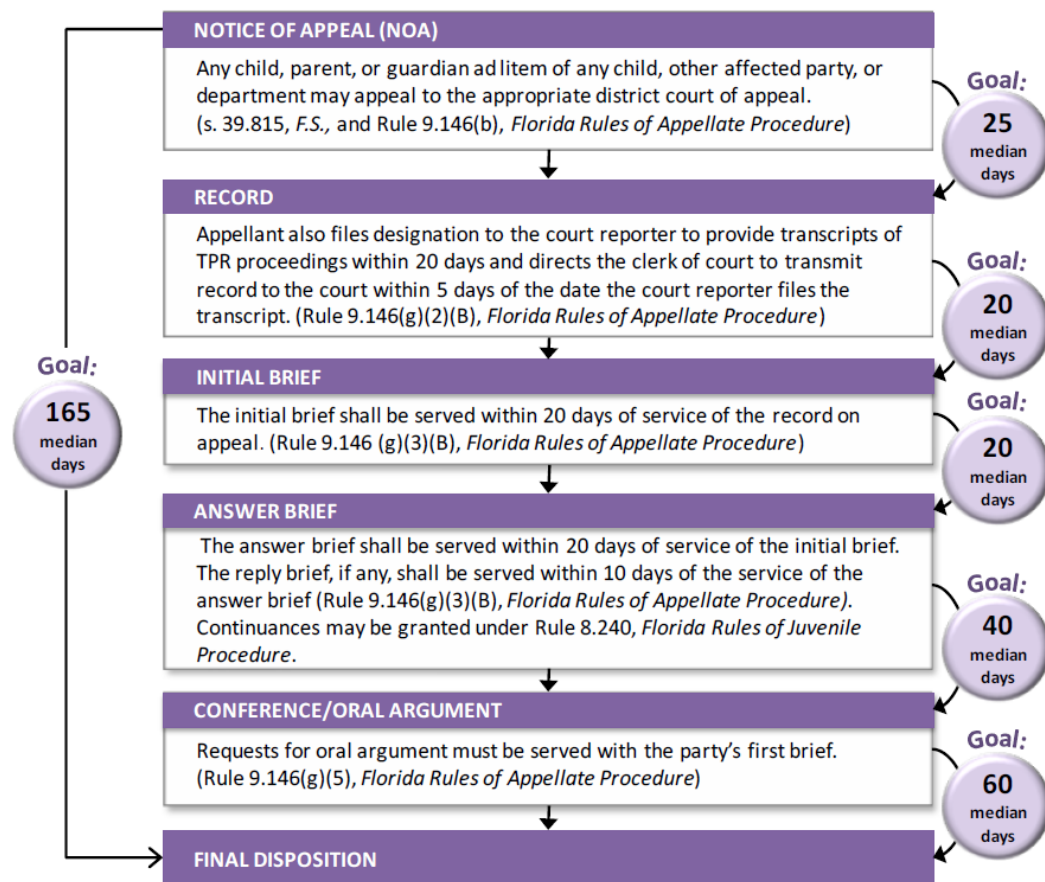 NOTICE OF APPEAL (NOA)
Any child, parent, or guardian ad litem of any child, other affected party, or
department may appeal to the appropriate district court of appeal.
(s. 39.815, F.S., and Rule 9.146(b), Florida Rules of Appellate Procedure)
Goal:
25
median
days
RECORD
Appellant also files designation to the court reporter to provide transcripts of
TPR proceedings within 20 days and directs the clerk of court to transmit
record to the court within 5 days of the date the court reporter files the
transcript. (Rule 9.146(g)(2)(B), Florida Rules of Appellate Procedure)
Goal:
20
median
days
Goal:
165
median
days
INITIAL BRIEF
The initial brief shall be served within 20 days of service of the record on
appeal. (Rule 9.146 (g)(3)(B), Florida Rules of Appellate Procedure)
Goal:
20
median
days
ANSWER BRIEF
The answer brief shall be served within 20 days of service of the initial brief.
The reply brief, if any, shall be served within 10 days of the service of the
answer brief (Rule 9.146(g)(3)(B), Florida Rules of Appellate Procedure).
Continuances may be granted under Rule 8.240, Florida Rules of Juvenile
Procedure.
Goal:
40
median
days
CONFERENCE/ORAL ARGUMENT
Requests for oral argument must be served with the party's first brief.
(Rule 9.146(g)(5), Florida Rules of Appellate Procedure)
Goal:
60
median
days
FINAL DISPOSITION